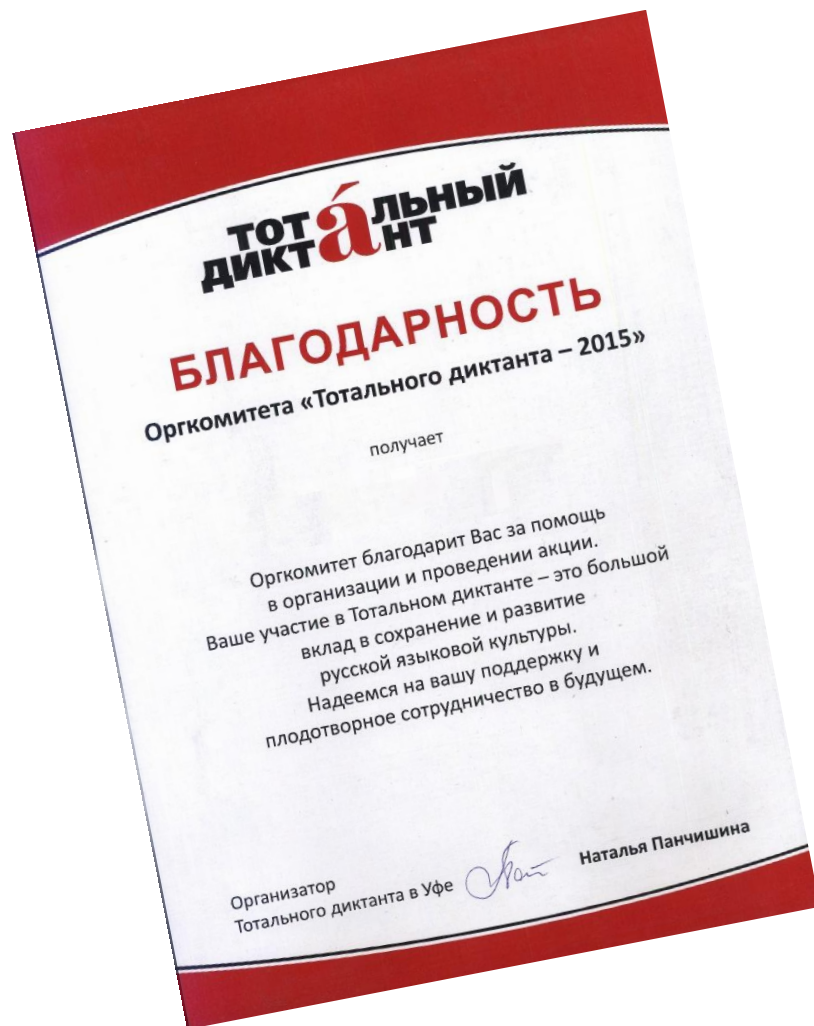 тотáльный
диктáнт
БЛАГОДАРНОСТЬ
Оргкомитета «Тотального диктанта – 2015»
получает
Оргкомитет благодарит Вас за помощь
в организации и проведении акции.
Ваше участие в Тотальном диктанте – это большой
вклад в сохранение и развитие
русской языковой культуры.
Надеемся на вашу поддержку и
плодотворное сотрудничество в будущем.
Организатор
Тотального диктанта в Уфе
Наталья Панчишина